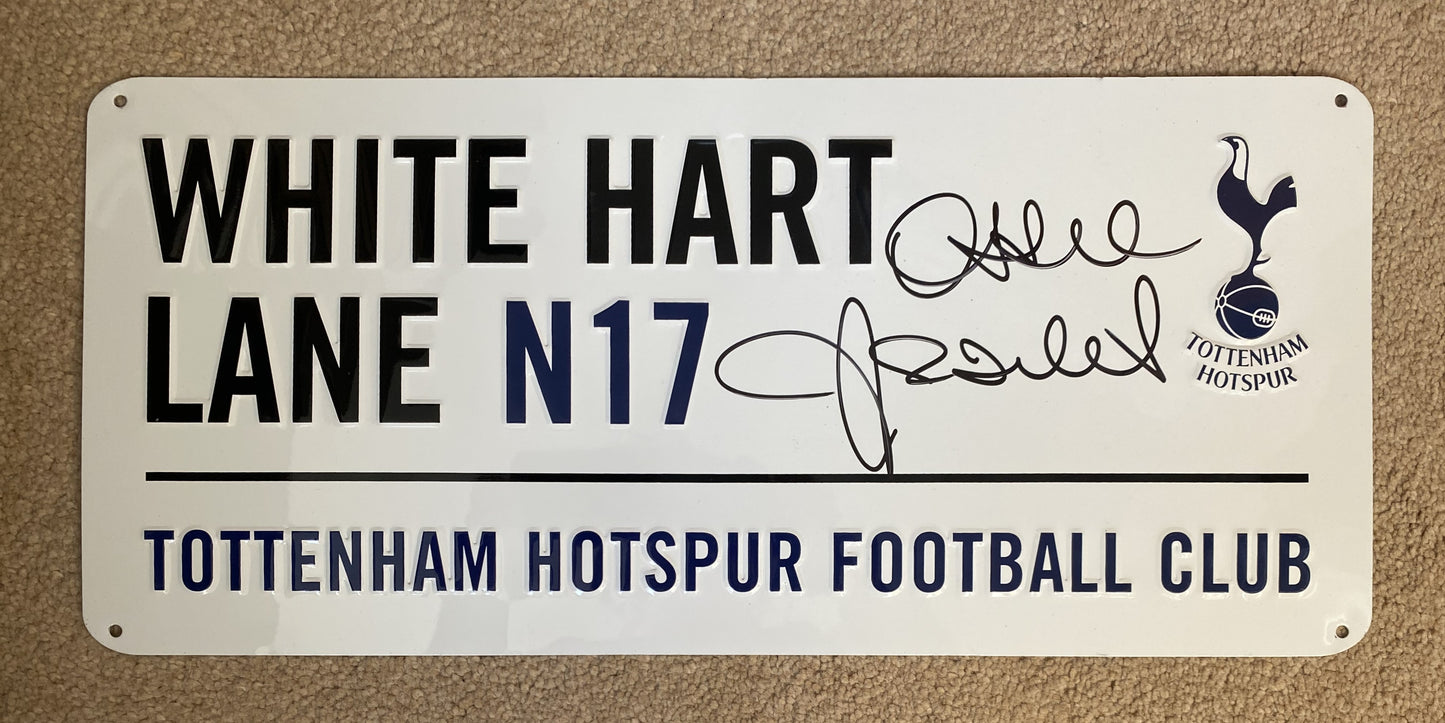 WHITE HART
LANE N17
TOTTENHAM
HOTSPUR
TOTTENHAM HOTSPUR FOOTBALL CLUB